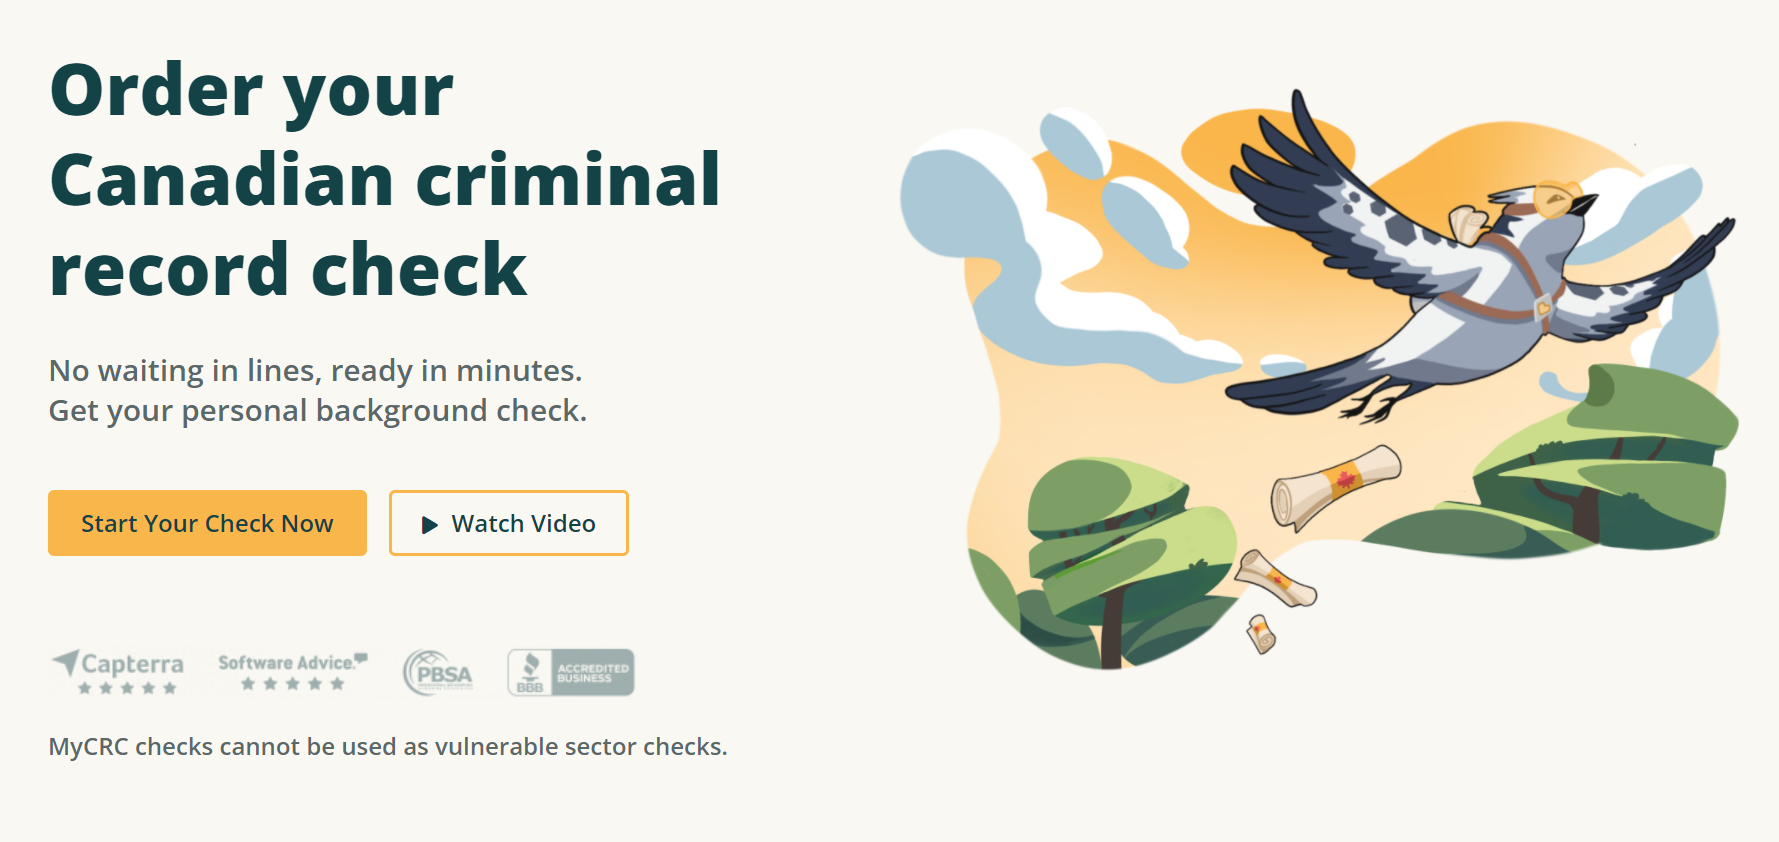 Order your
Canadian criminal
record check
No waiting in lines, ready in minutes.
Get your personal background check.
Start Your Check Now
Watch Video
Capterra
Software Advice.
PBSA
BBB
ACCREDITED
BUSINESS
MyCRC checks cannot be used as vulnerable sector checks.